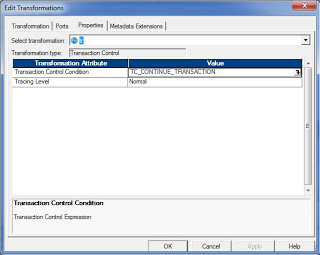 Edit Transformations
Transformation Ports Properties Metadata Extensions
Select transformation:
Transformation type: Transaction Control
Transformation Attribute Value
Transaction Control Condition TC_CONTINUE_TRANSACTION
Tracing Level Normal
Transaction Control Condition
Transaction Control Expression
OK Cancel Apply Help